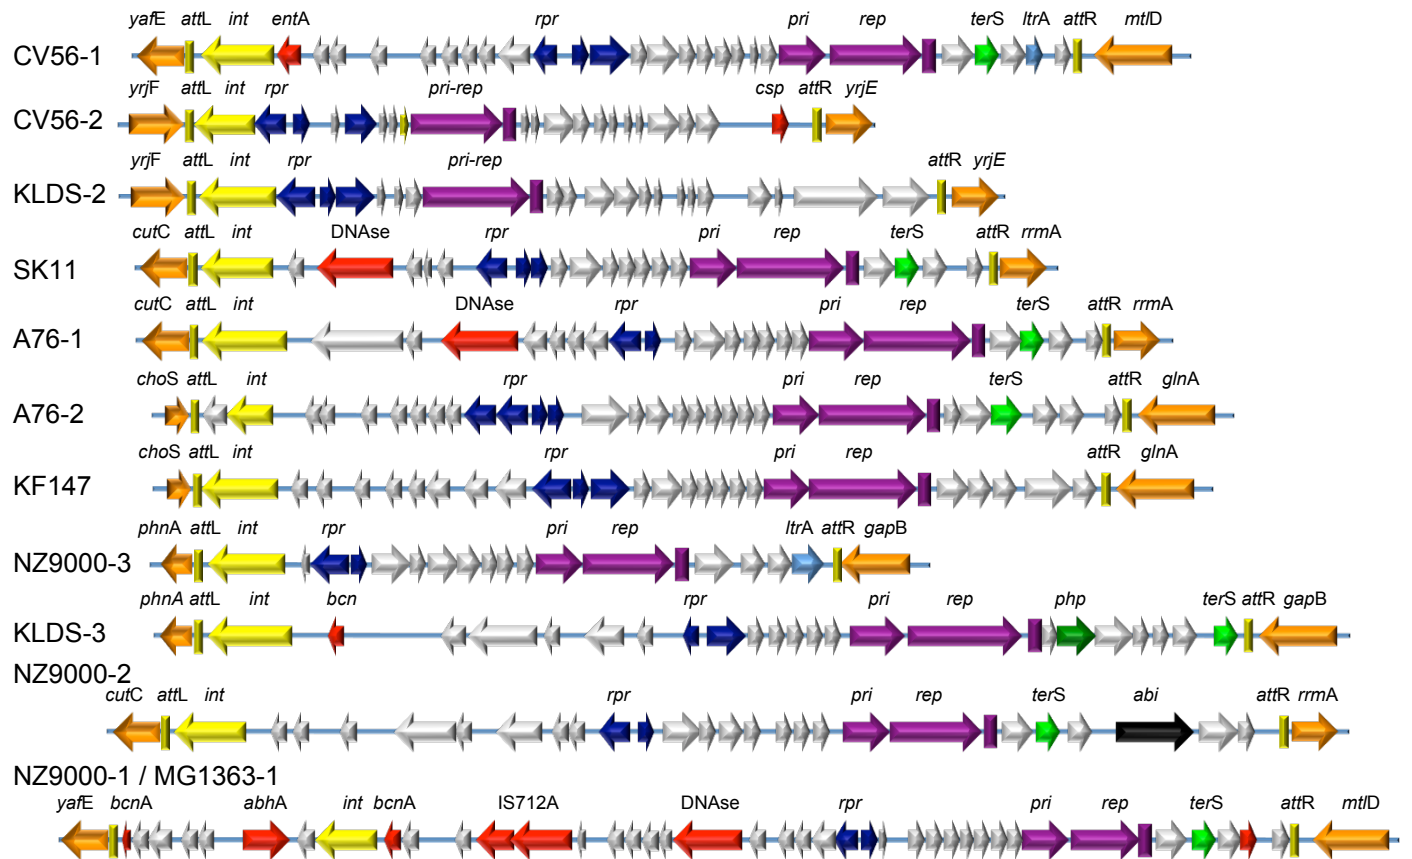 yafE attL int entA rpr pri rep terS ltrA attR mtlD
CV56-1
yrjF attL int rpr pri-rep csp attR yrjE
CV56-2
yrjF attL int rpr pri-rep attR yrjE
KLDS-2
cutC attL int DNAse rpr pri rep terS attR rrmA
SK11
cutC attL int DNAse rpr pri rep terS attR rrmA
A76-1
choS attL int rpr pri rep terS attR glnA
A76-2
choS attL int rpr pri rep attR glnA
KF147
phnA attL int rpr pri rep ltrA attR gapB
NZ9000-3
phnA attL int bcn rpr pri rep php terS attR gapB
KLDS-3
NZ9000-2
cutC attL int rpr pri rep terS abi attR rrmA
NZ9000-1 / MG1363-1
yafE bcnA abhA int bcnA IS712A DNAse rpr pri rep terS attR mtlD